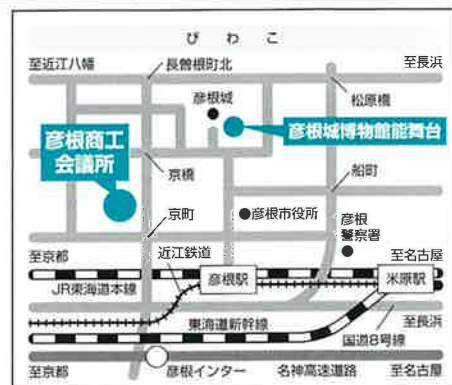 びわこ
至近江八幡
長曽根町北
至長浜
彦根城
松原橋
彦根城博物館能舞台
彦根商工
会議所
京橋
船町
京町
彦根市役所
彦根
警察署
至京都
近江鉄道
至名古屋
彦根駅
米原駅
JR東海道本線
東海道新幹線
至長浜
国道8号線
至京都
彦根インター
名神高速道路
至名古屋